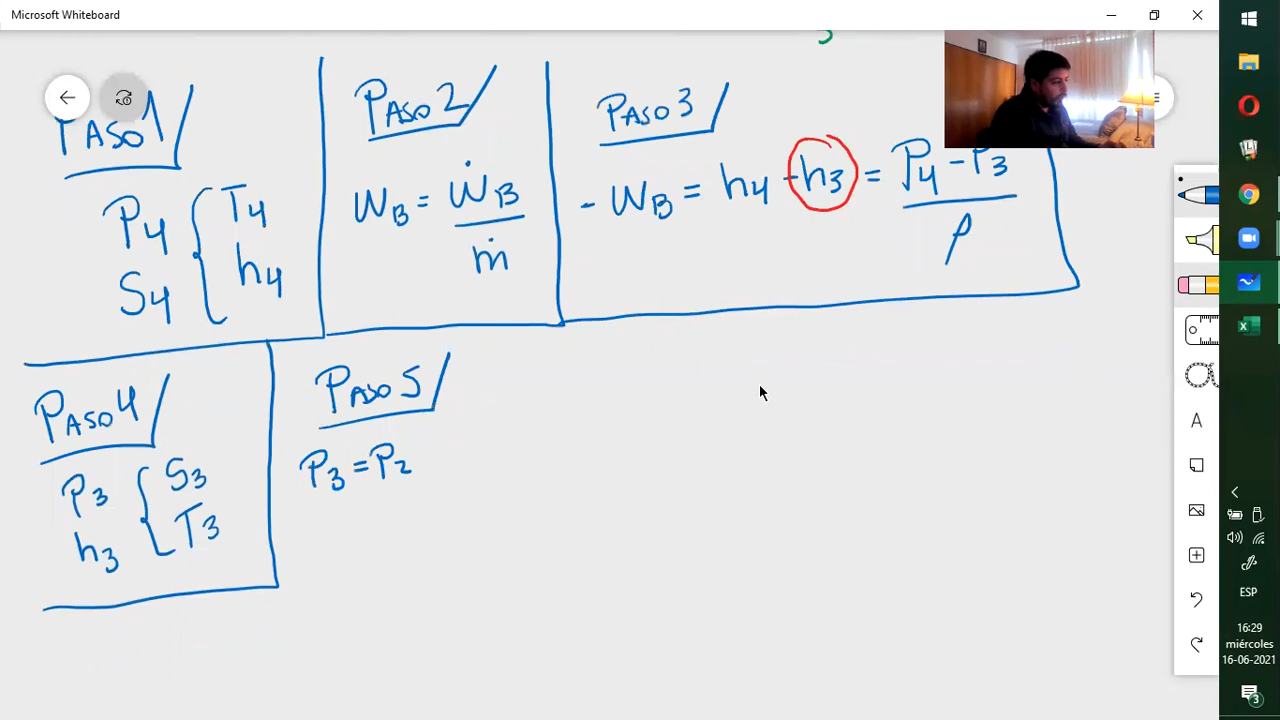 Microsoft Whiteboard
PASO 1
P4
S4
T4
h4
PASO 2
WB = ẆB / ṁ
PASO 3
- WB = h4 - h3 = P4 - P3 / ρ
PASO 4
P3
h3
S3
T3
PASO 5
P3 = P2
A
ESP
16:29
miércoles
16-06-2021
3